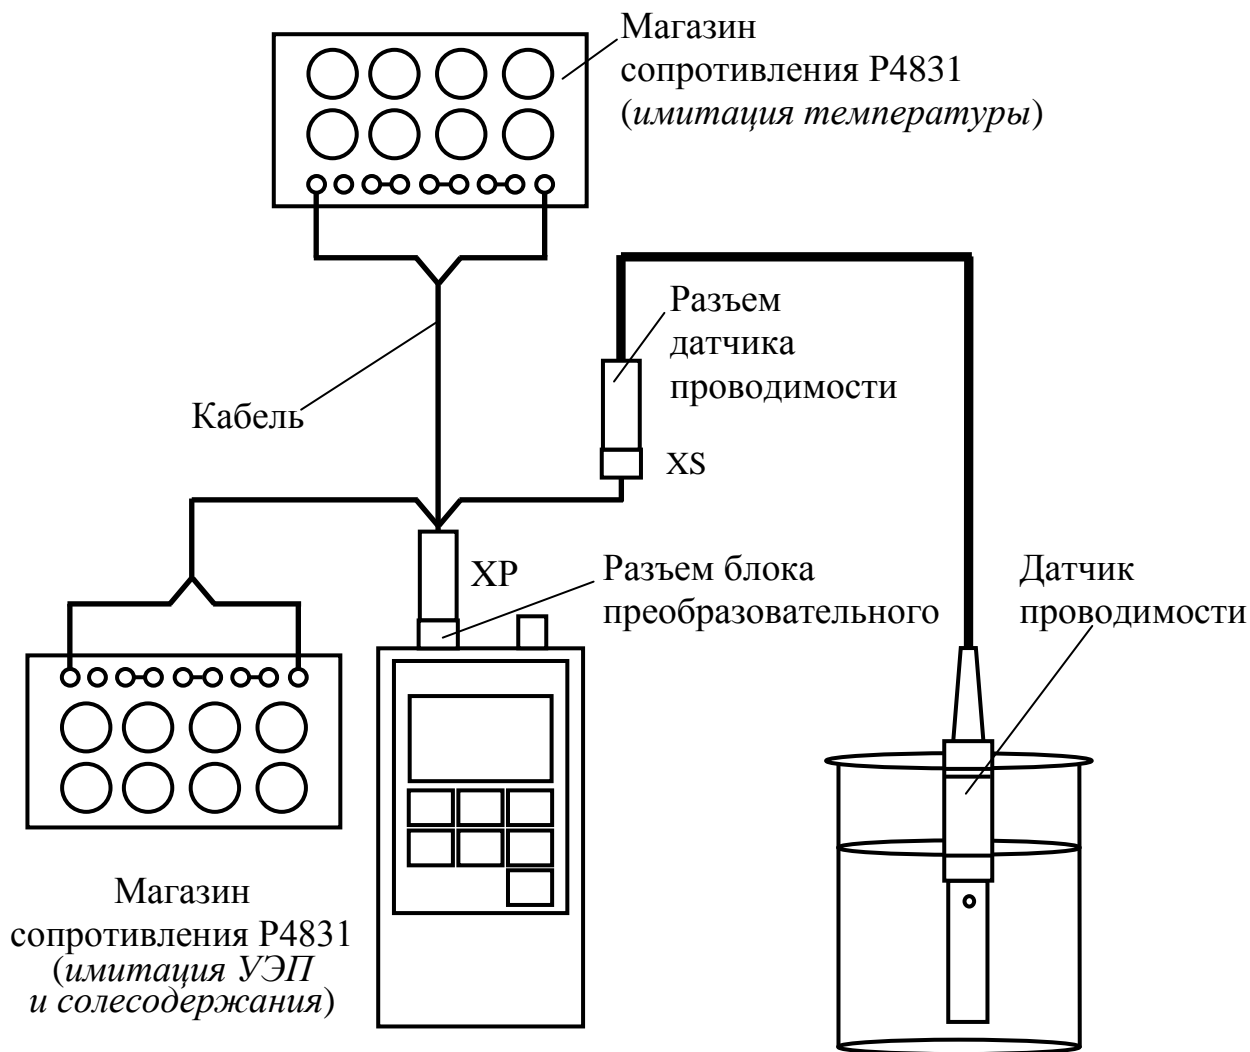 Магазин
сопротивления Р4831
(имитация температуры)
Разъем
датчика
проводимости
Кабель
XS
ХР
Разъем блока
преобразовательного
Датчик
проводимости
Магазин
сопротивления Р4831
(имитация УЭП
и солесодержания)